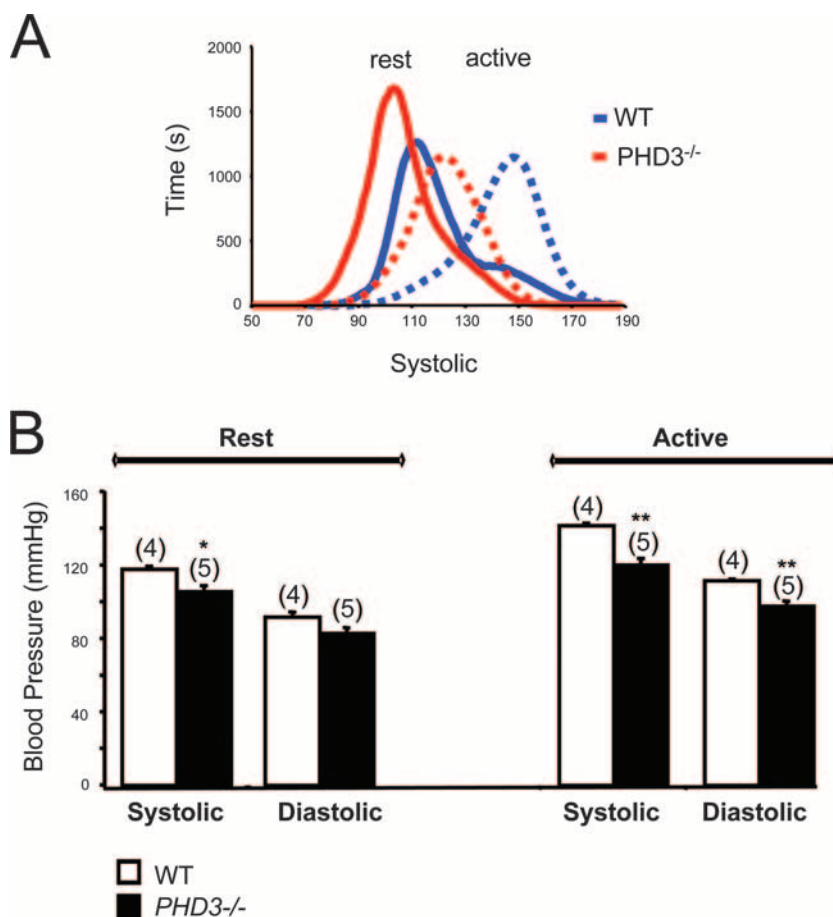 A
rest active
WT
PHD3-/-
Time (s)
2000
1500
1000
500
0
50 70 90 110 130 150 170 190
Systolic
B
Rest Active
Blood Pressure (mmHg)
160
120
80
40
0
(4) * (5) (4) (5) (4) ** (5) (4) ** (5)
Systolic Diastolic Systolic Diastolic
WT
PHD3-/-